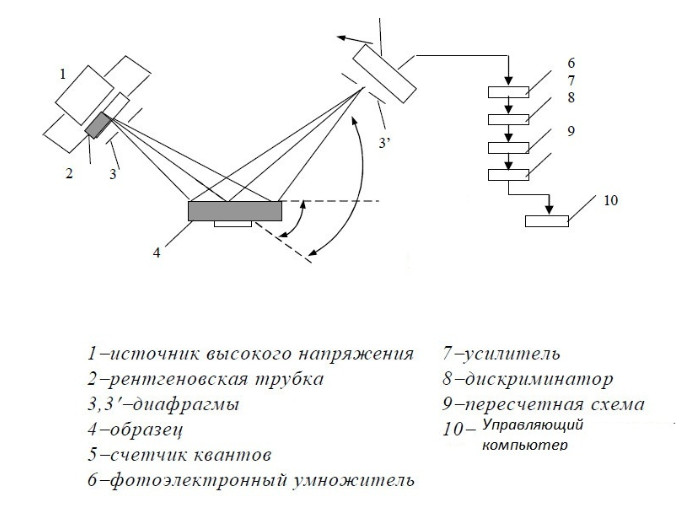 1
6
7
8
9
3'
2
3
10
4
1–источник высокого напряжения
2–рентгеновская трубка
3,3'–диафрагмы
4–образец
5–счетчик квантов
6–фотоэлектронный умножитель
7–усилитель
8–дискриминатор
9–пересчетная схема
10– Управляющий
компьютер